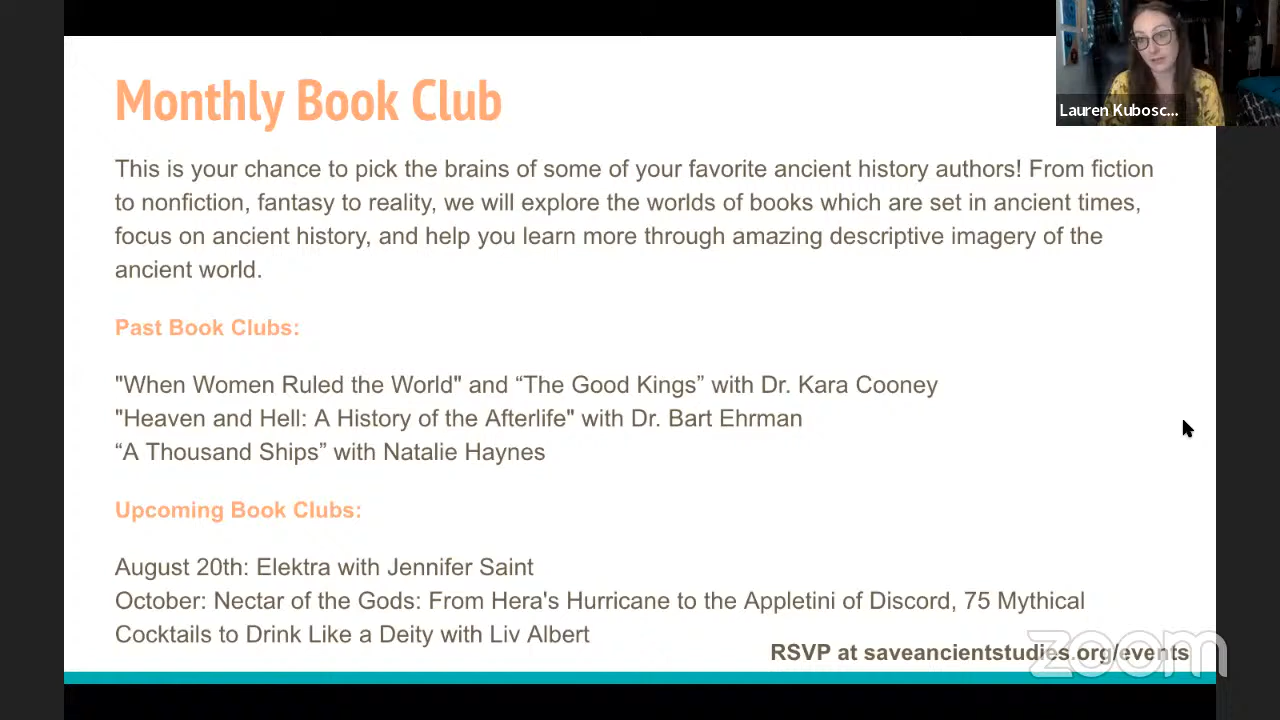 Monthly Book Club
Lauren Kubosc...
This is your chance to pick the brains of some of your favorite ancient history authors! From fiction
to nonfiction, fantasy to reality, we will explore the worlds of books which are set in ancient times,
focus on ancient history, and help you learn more through amazing descriptive imagery of the
ancient world.
Past Book Clubs:
"When Women Ruled the World" and “The Good Kings” with Dr. Kara Cooney
"Heaven and Hell: A History of the Afterlife" with Dr. Bart Ehrman
“A Thousand Ships” with Natalie Haynes
Upcoming Book Clubs:
August 20th: Elektra with Jennifer Saint
October: Nectar of the Gods: From Hera's Hurricane to the Appletini of Discord, 75 Mythical
Cocktails to Drink Like a Deity with Liv Albert
RSVP at saveancientstudies.org/events
zoom